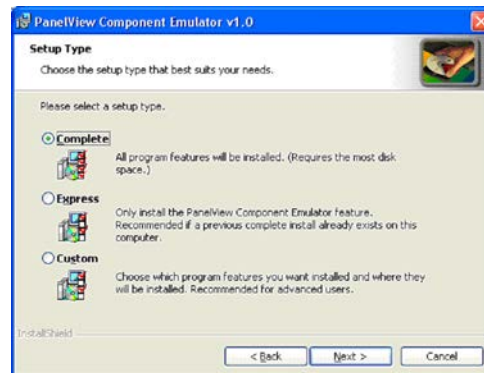 PanelView Component Emulator v1.0
Setup Type
Choose the setup type that best suits your needs.
Please select a setup type.
Complete
All program features will be installed. (Requires the most disk
space.)
Express
Only install the PanelView Component Emulator feature.
Recommended if a previous complete install already exists on this
computer.
Custom
Choose which program features you want installed and where they
will be installed. Recommended for advanced users.
InstallShield
< Back Next > Cancel